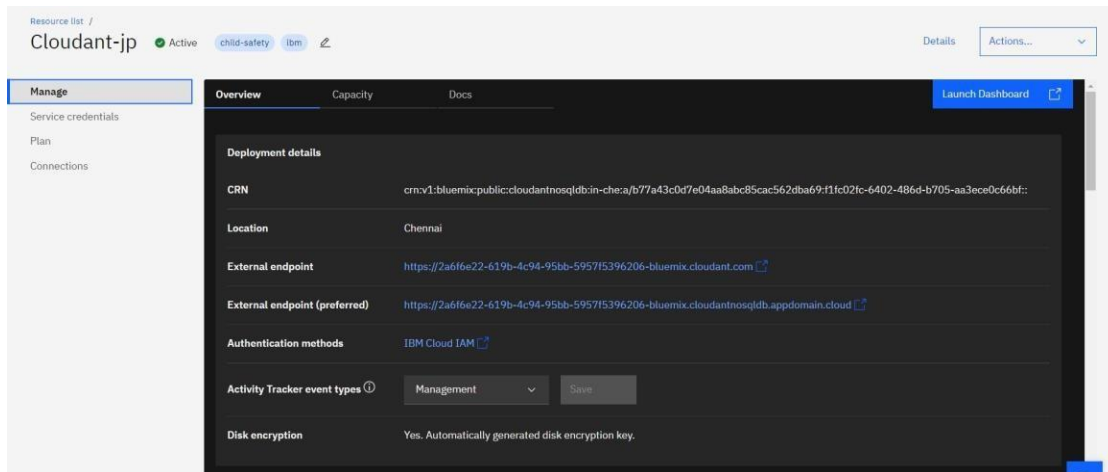 Resource list /
Cloudant-jp Active child-safety ibm Details Actions...
Manage
Service credentials
Plan
Connections
Overview Capacity Docs Launch Dashboard
Deployment details
CRN crn:v1:bluemix:public:cloudantnosqldb:in-che:a/b77a43c0d7e04aa8abc85cac562dba69:f1fc02fc-6402-486d-b705-aa3ece0c66bf::
Location Chennai
External endpoint https://2a6f6e22-619b-4c94-95bb-5957f5396206-bluemix.cloudant.com
External endpoint (preferred) https://2a6f6e22-619b-4c94-95bb-5957f5396206-bluemix.cloudantnosqldb.appdomain.cloud
Authentication methods IBM Cloud IAM
Activity Tracker event types Management Save
Disk encryption Yes. Automatically generated disk encryption key.